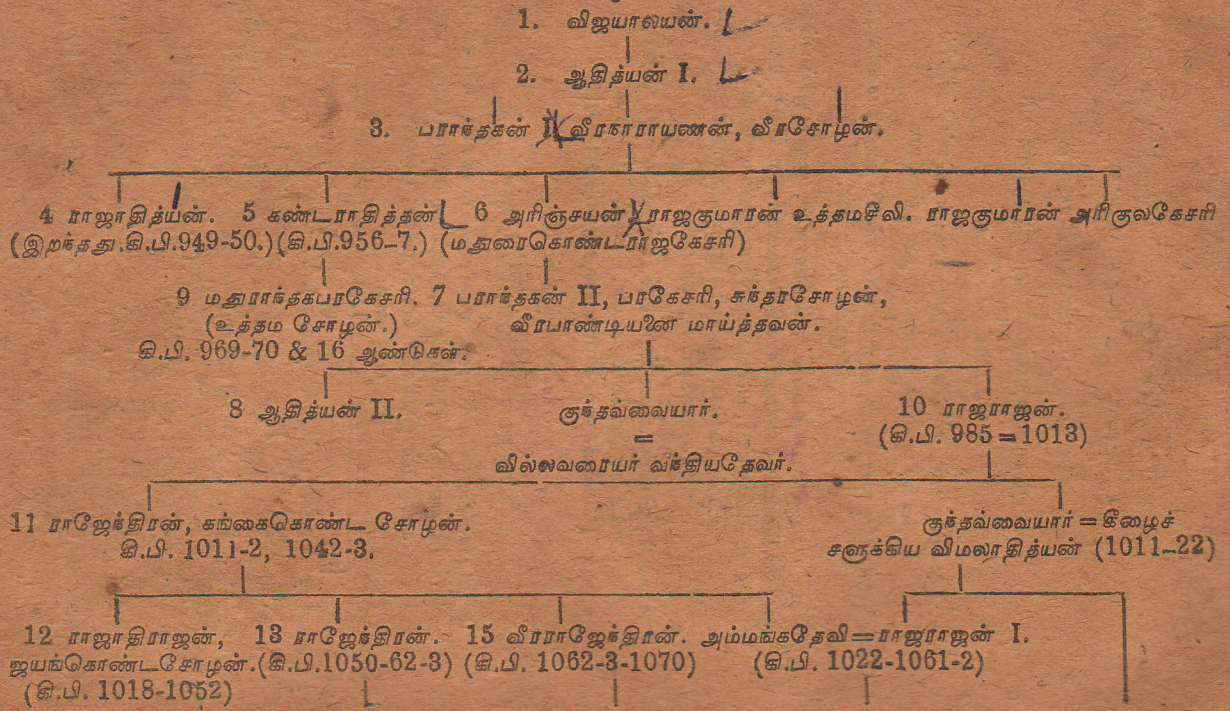 1. விஜயாலயன்.
2. ஆதித்யன் I.
3. பராந்தகன் I வீரநாராயணன், வீரசோழன்.
4 ராஜாதித்யன். 5 கண்டராதித்தன் 6 அரிஞ்சயன் ராஜகுமாரன் உத்தமசீலி. ராஜகுமாரன் அரிகுலகேசரி
(இறந்தது.கி.பி.949-50.) (கி.பி.956-7.) (மதுரைகொண்டராஜகேசரி)
9 மதுராந்தகபரகேசரி. 7 பராந்தகன் II, பரகேசரி, சுந்தரசோழன்,
(உத்தம சோழன்.) வீரபாண்டியனை மாய்த்தவன்.
கி.பி. 969-70 & 16 ஆண்டுகள்.
8 ஆதித்யன் II. குந்தவ்வையார். 10 ராஜராஜன்.
= (கி.பி. 985=1013)
வில்லவரையர் வந்தியதேவர்.
11 ராஜேந்திரன், கங்கைகொண்ட சோழன். குந்தவ்வையார்=கீழைச்
கி.பி. 1011-2, 1042-3. சளுக்கிய விமலாதித்யன் (1011-22)
12 ராஜாதிராஜன், 13 ராஜேந்திரன். 15 வீரராஜேந்திரன். அம்மங்கதேவி=ராஜராஜன் I.
ஜயங்கொண்டசோழன். (கி.பி.1050-62-3) (கி.பி. 1062-3-1070) (கி.பி. 1022-1061-2)
(கி.பி. 1018-1052)